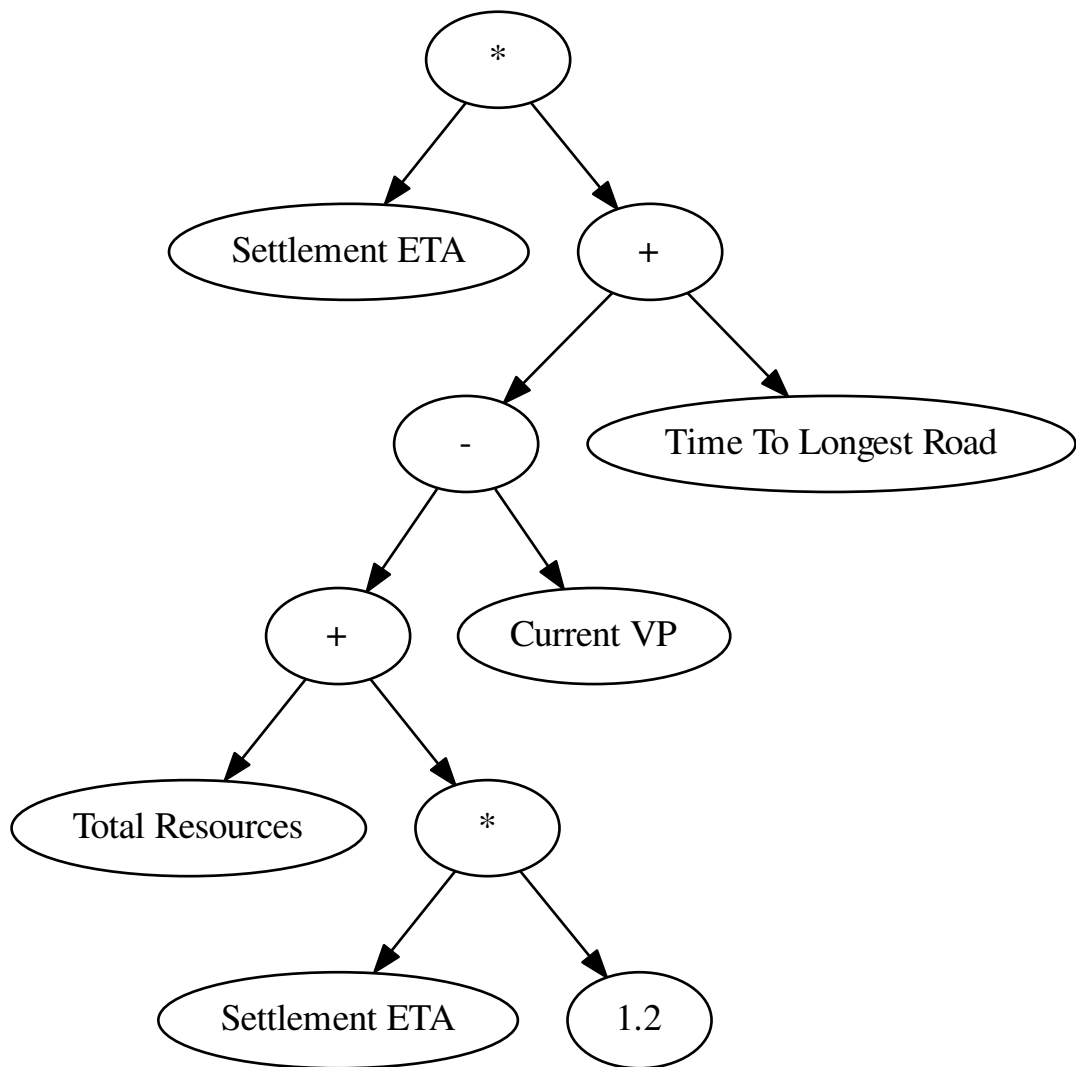 *
Settlement ETA
+
-
Time To Longest Road
+
Current VP
Total Resources
*
Settlement ETA
1.2